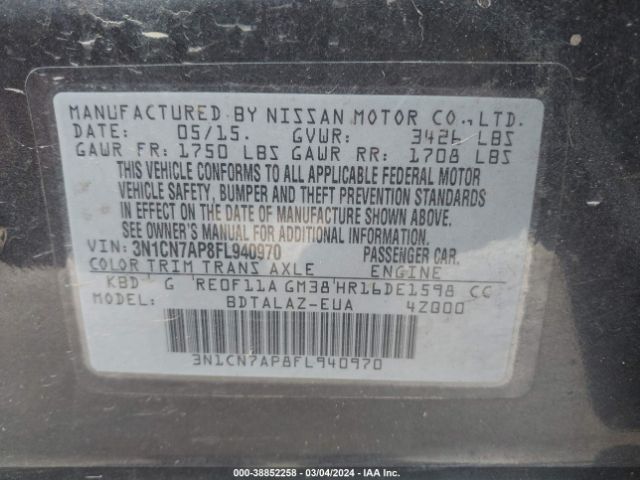 MANUFACTURED BY NISSAN MOTOR CO., LTD.
DATE: 05/15. GVWR: 3426 LBS
GAWR FR: 1750 LBS GAWR RR: 1708 LBS
THIS VEHICLE CONFORMS TO ALL APPLICABLE FEDERAL MOTOR
VEHICLE SAFETY, BUMPER AND THEFT PREVENTION STANDARDS
IN EFFECT ON THE DATE OF MANUFACTURE SHOWN ABOVE.
SEE OWNER'S MANUAL FOR ADDITIONAL INFORMATION.
VIN: 3N1CN7AP8FL940970 PASSENGER CAR.
COLOR TRIM TRANS AXLE ENGINE
KBD G 'RE0F11A GM38'HR16DE1598 CC
MODEL: BDTALAZ-EUA 4Z000
3N1CN7AP8FL940970
000-38852258 - 03/04/2024 - IAA Inc.